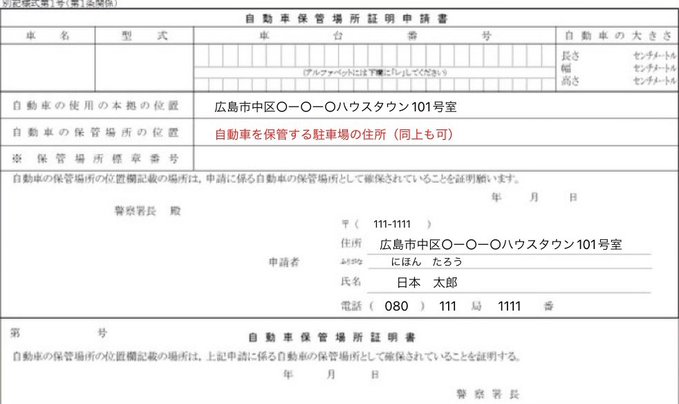 別記様式第1号(第1条関係)
自動車保管場所証明申請書
車名 型式 車台番号 自動車の大きさ
長さ センチメートル
幅 センチメートル
(アルファベットには下欄に「レ」してください)
高さ センチメートル
自動車の使用の本拠の位置 広島市中区〇ー〇ー〇ハウスタウン101号室
自動車の保管場所の位置 自動車を保管する駐車場の住所（同上も可）
※ 保管場所標章番号
自動車の保管場所の位置欄記載の場所は，申請に係る自動車の保管場所として確保されていることを証明願います。
年 月 日
警察署長 殿
〒( 111-1111 )
住所 広島市中区〇ー〇ー〇ハウスタウン101号室
申請者 ふりがな にほん たろう
氏名 日本 太郎
電話( 080 ) 111 局 1111 番
第 号
自動車保管場所証明書
自動車の保管場所の位置欄記載の場所は，上記申請に係る自動車の保管場所として確保されていることを証明する。
年 月 日
警察署長